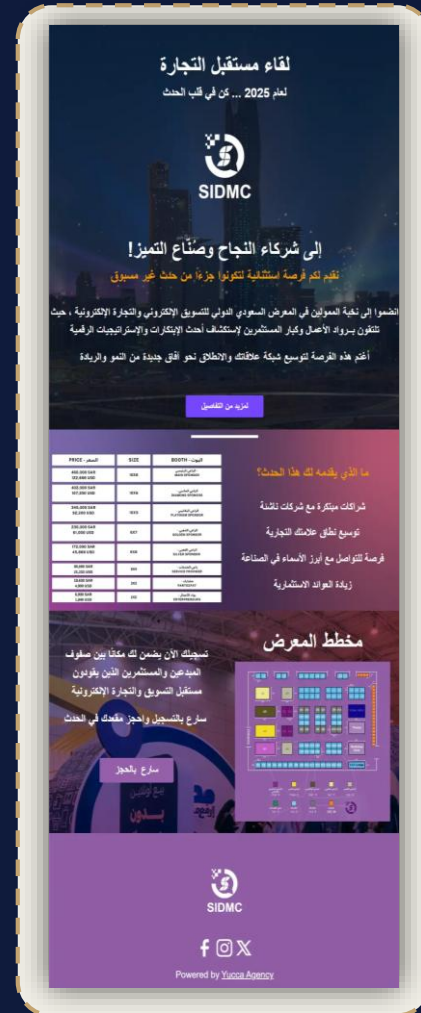 لقاء مستقبل التجارة
لعام 2025 ... كن في قلب الحدث
SIDMC
إلى شركاء النجاح وصنّاع التميز!
نقدم لكم فرصة استثنائية لتكونوا جزءاً من حدث غير مسبوق
انضموا إلى نخبة الممولين في المعرض السعودي الدولي للتسويق الإلكتروني والتجارة الإلكترونية ، حيث
تلتقون بـرواد الأعمال وكبار المستثمرين لإستكشاف أحدث الإبتكارات والإستراتيجيات الرقمية
أغتم هذه الفرصة لتوسيع شبكة علاقاتك والانطلاق نحو آفاق جديدة من النمو والريادة
لمزيد من التفاصيل
ما الذي يقدمه لك هذا الحدث؟
شراكات مبتكرة مع شركات ناشئة
توسيع نطاق علامتك التجارية
فرصة للتواصل مع أبرز الأسماء في الصناعة
زيادة العوائد الاستثمارية
البوث - BOOTH SIZE السعر - PRICE
مخطط المعرض
تسجيلك الآن يضمن لك مكانًا بين صفوف
المبدعين والمستثمرين الذين يقودون
مستقبل التسويق والتجارة الإلكترونية
سارع بالتسجيل واحجز مقعدك في الحدث
سارع بالحجز
بدون
SIDMC
Powered by Yucca Agency